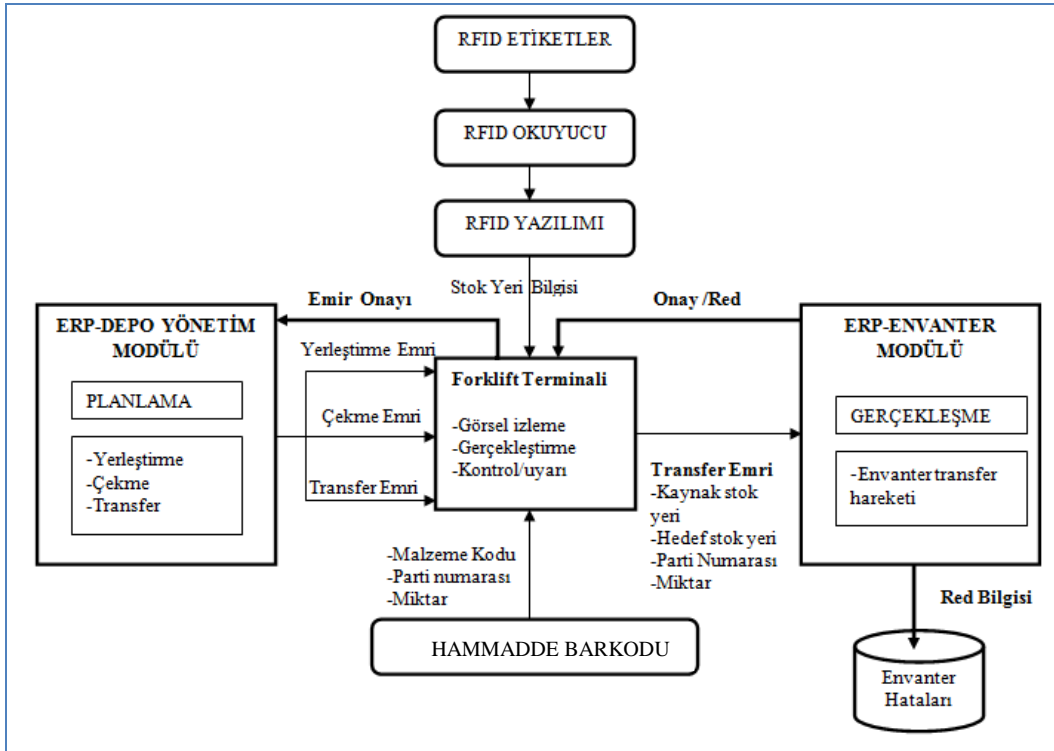 RFID ETİKETLER
RFID OKUYUCU
RFID YAZILIMI
Stok Yeri Bilgisi
Emir Onayı
Onay /Red
ERP-DEPO YÖNETİM
MODÜLÜ
PLANLAMA
-Yerleştirme
-Çekme
-Transfer
Yerleştirme Emri
Çekme Emri
Transfer Emri
Forklift Terminali
-Görsel izleme
-Gerçekleştirme
-Kontrol/uyarı
Transfer Emri
-Kaynak stok
yeri
-Hedef stok yeri
-Parti Numarası
-Miktar
ERP-ENVANTER
MODÜLÜ
GERÇEKLEŞME
-Envanter transfer
hareketi
-Malzeme Kodu
-Parti numarası
-Miktar
HAMMADDE BARKODU
Red Bilgisi
Envanter
Hataları